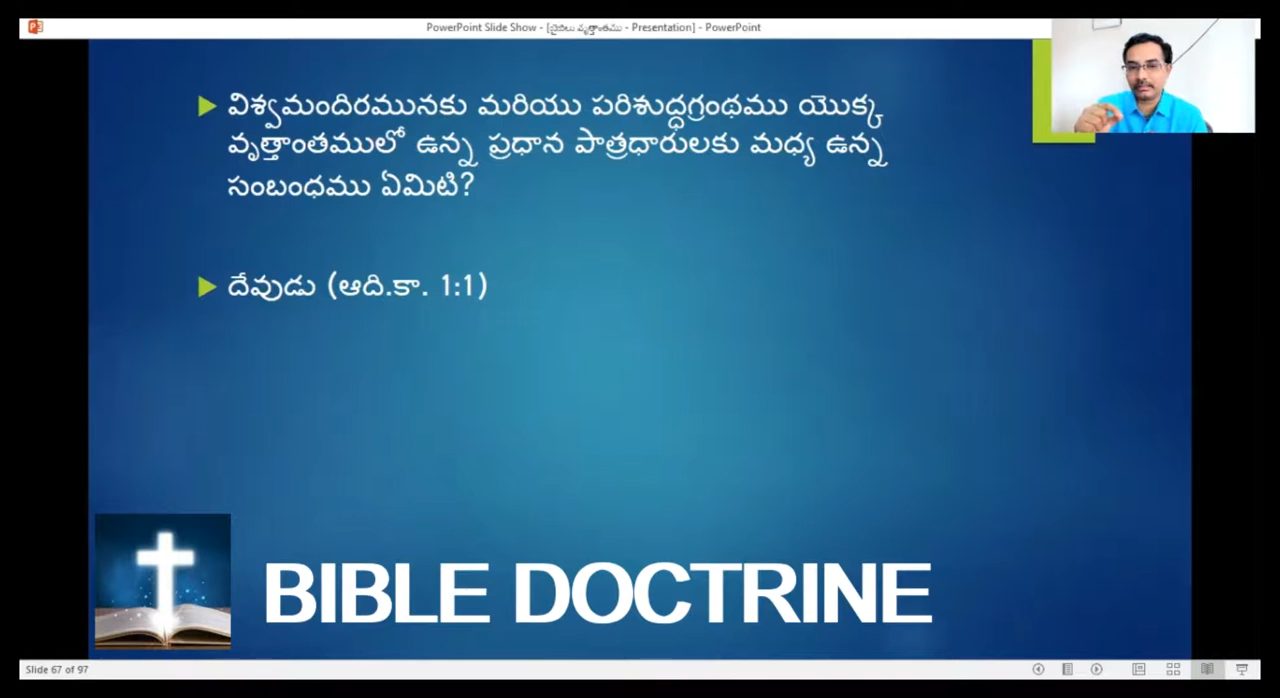 PowerPoint Slide Show - [బైబిలు వృత్తాంతము - Presentation] - PowerPoint
విశ్వమందిరమునకు మరియు పరిశుద్ధగ్రంథము యొక్క
వృత్తాంతములో ఉన్న ప్రధాన పాత్రధారులకు మధ్య ఉన్న
సంబంధము ఏమిటి?
దేవుడు (ఆది.కా. 1:1)
BIBLE DOCTRINE
Slide 67 of 97